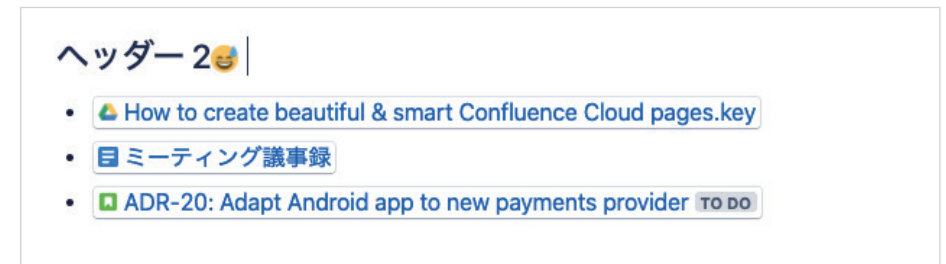 ヘッダー 2😅
• How to create beautiful & smart Confluence Cloud pages.key
• ミーティング議事録
• ADR-20: Adapt Android app to new payments provider TO DO